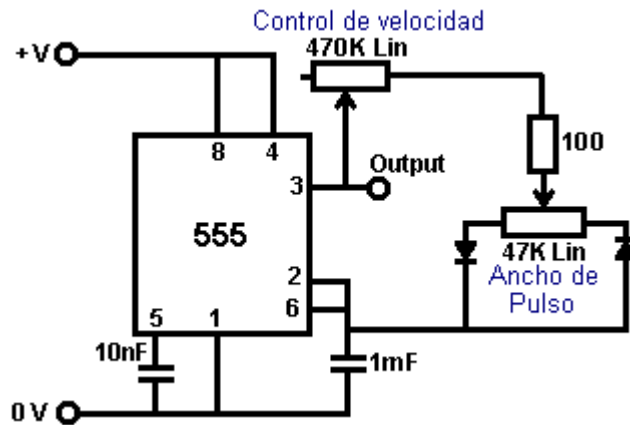 Control de velocidad
470K Lin
+V
8
4
100
3
Output
555
47K Lin
2
Ancho de
Pulso
6
5
1
10nF
1mF
0V